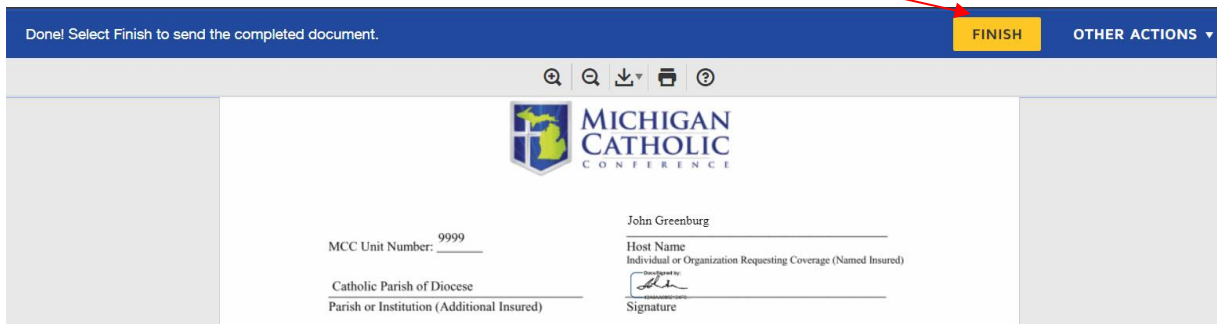 Done! Select Finish to send the completed document.
FINISH
OTHER ACTIONS
MICHIGAN
CATHOLIC
CONFERENCE
John Greenburg
MCC Unit Number: 9999
Host Name
Individual or Organization Requesting Coverage (Named Insured)
DocuSigned by:
Catholic Parish of Diocese
Parish or Institution (Additional Insured)
Signature